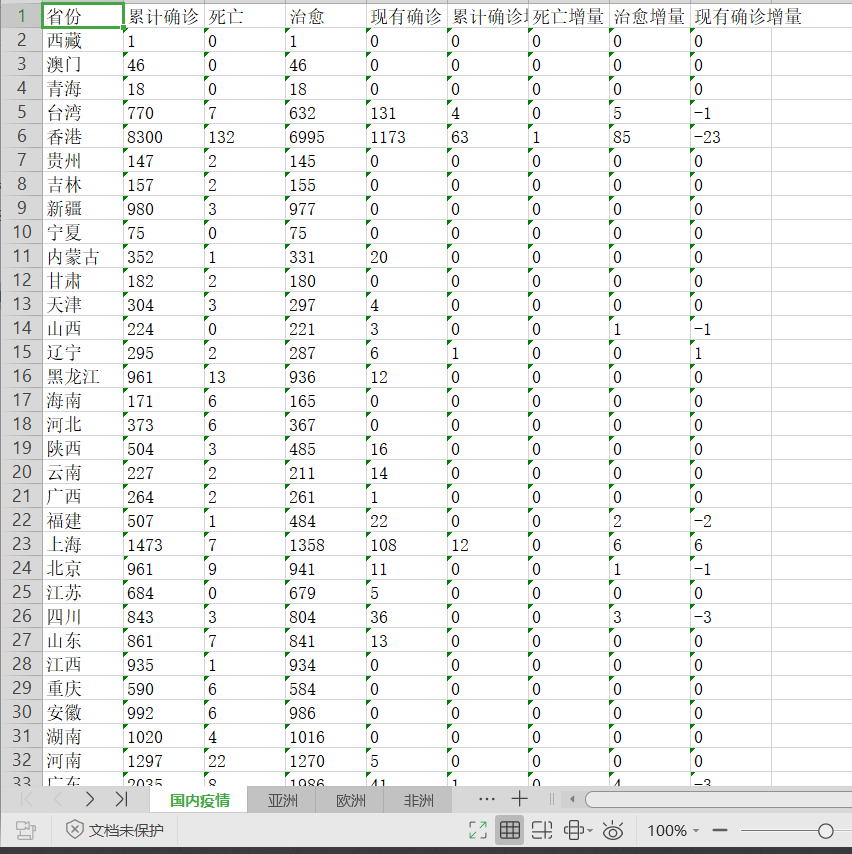 1 省份 累计确诊 死亡 治愈 现有确诊 累计确诊 死亡增量 治愈增量 现有确诊增量
2 西藏 1 0 1 0 0 0 0 0
3 澳门 46 0 46 0 0 0 0 0
4 青海 18 0 18 0 0 0 0 0
5 台湾 770 7 632 131 4 0 5 -1
6 香港 8300 132 6995 1173 63 1 85 -23
7 贵州 147 2 145 0 0 0 0 0
8 吉林 157 2 155 0 0 0 0 0
9 新疆 980 3 977 0 0 0 0 0
10 宁夏 75 0 75 0 0 0 0 0
11 内蒙古 352 1 331 20 0 0 0 0
12 甘肃 182 2 180 0 0 0 0 0
13 天津 304 3 297 4 0 0 0 0
14 山西 224 0 221 3 0 0 1 -1
15 辽宁 295 2 287 6 1 0 0 1
16 黑龙江 961 13 936 12 0 0 0 0
17 海南 171 6 165 0 0 0 0 0
18 河北 373 6 367 0 0 0 0 0
19 陕西 504 3 485 16 0 0 0 0
20 云南 227 2 211 14 0 0 0 0
21 广西 264 2 261 1 0 0 0 0
22 福建 507 1 484 22 0 0 2 -2
23 上海 1473 7 1358 108 12 0 6 6
24 北京 961 9 941 11 0 0 1 -1
25 江苏 684 0 679 5 0 0 0 0
26 四川 843 3 804 36 0 0 3 -3
27 山东 861 7 841 13 0 0 0 0
28 江西 935 1 934 0 0 0 0 0
29 重庆 590 6 584 0 0 0 0 0
30 安徽 992 6 986 0 0 0 0 0
31 湖南 1020 4 1016 0 0 0 0 0
32 河南 1297 22 1270 5 0 0 0 0
33 广东 2035 8 1986 41 1 0 4 -3
国内疫情 亚洲 欧洲 非洲 ···
文档未保护 100%